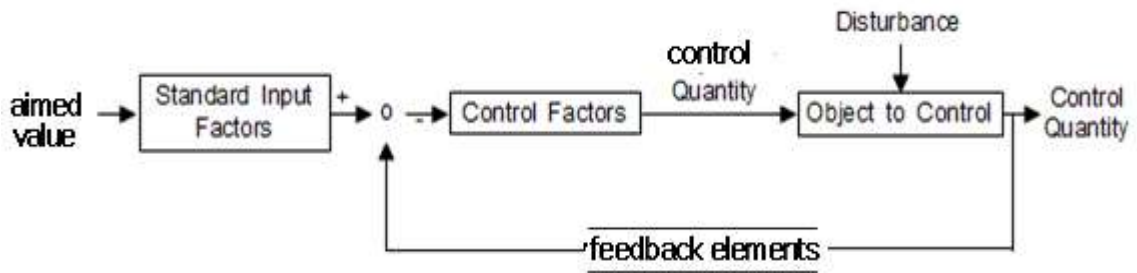 Disturbance
control
Quantity
aimed
value
Standard Input
Factors
+
o
-
Control Factors
Object to Control
Control
Quantity
feedback elements